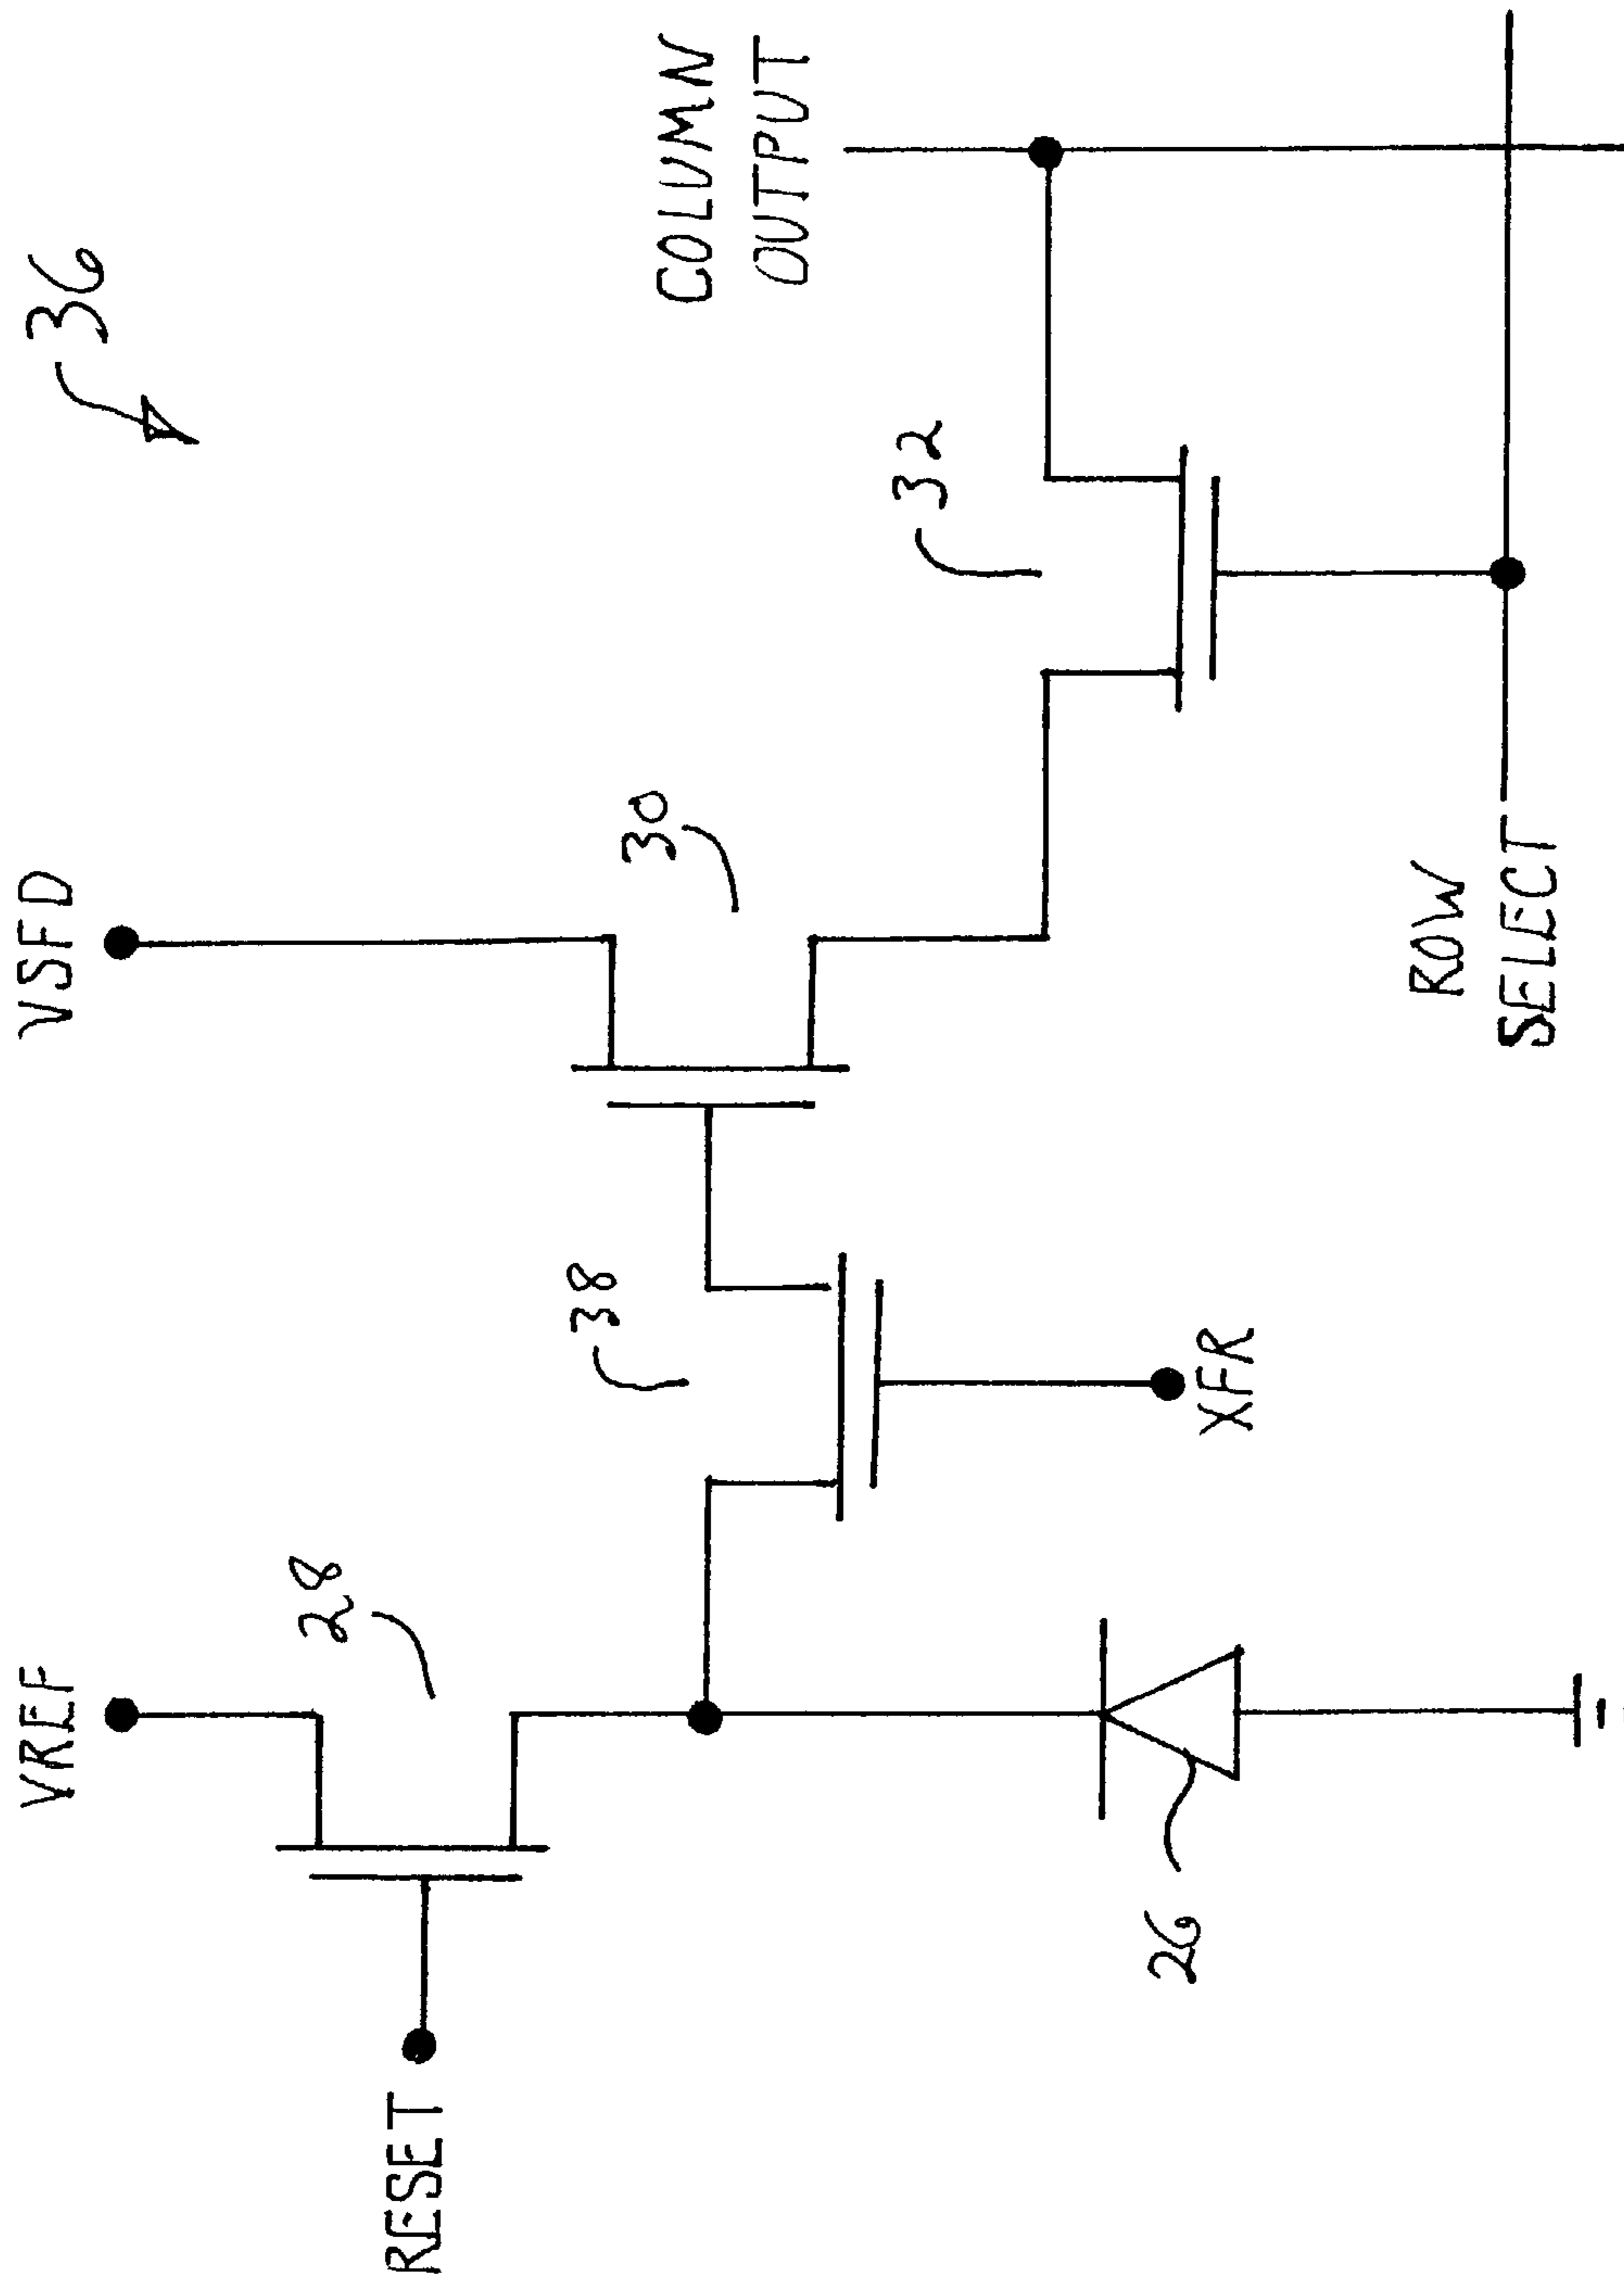 36
VREF
VSFD
RESET
28
38
30
COLUMN
OUTPUT
32
26
XFR
ROW
SELECT